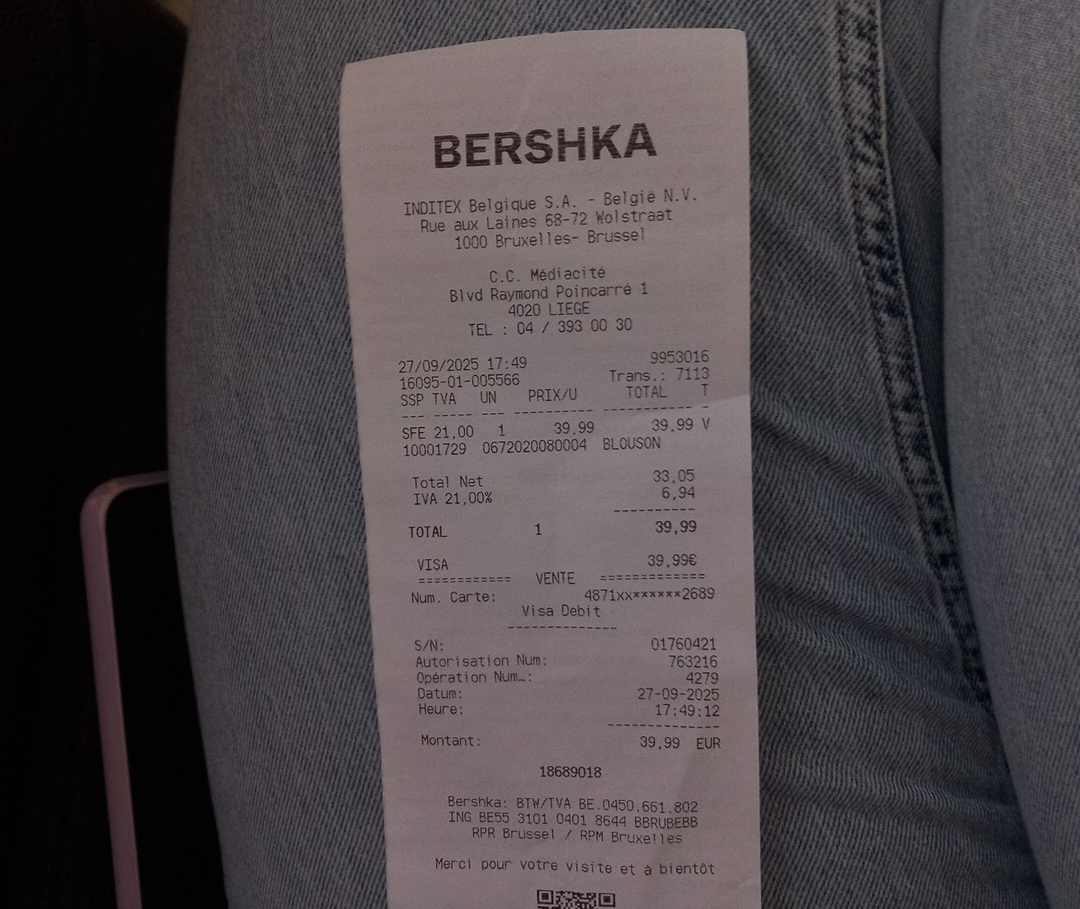 BERSHKA
INDITEX Belgique S.A. - België N.V.
Rue aux Laines 68-72 Wolstraat
1000 Bruxelles- Brussel
C.C. Médiacité
Blvd Raymond Poincarré 1
4020 LIEGE
TEL : 04 / 393 00 30
27/09/2025 17:49 9953016
16095-01-005566 Trans.: 7113
SSP TVA UN PRIX/U TOTAL T
--- ----- --- ---------- ----------- -
SFE 21,00 1 39,99 39,99 V
10001729 0672020080004 BLOUSON
Total Net 33,05
IVA 21,00% 6,94
----------
TOTAL 1 39,99
VISA 39,99€
============ VENTE =============
Num. Carte: 4871xx******2689
Visa Debit
-------------
S/N: 01760421
Autorisation Num: 763216
Opération Num…: 4279
Datum: 27-09-2025
Heure: 17:49:12
--------------
Montant: 39,99 EUR
18689018
Bershka: BTW/TVA BE.0450.661.802
ING BE55 3101 0401 8644 BBRUBEBB
RPR Brussel / RPM Bruxelles
Merci pour votre visite et à bientôt